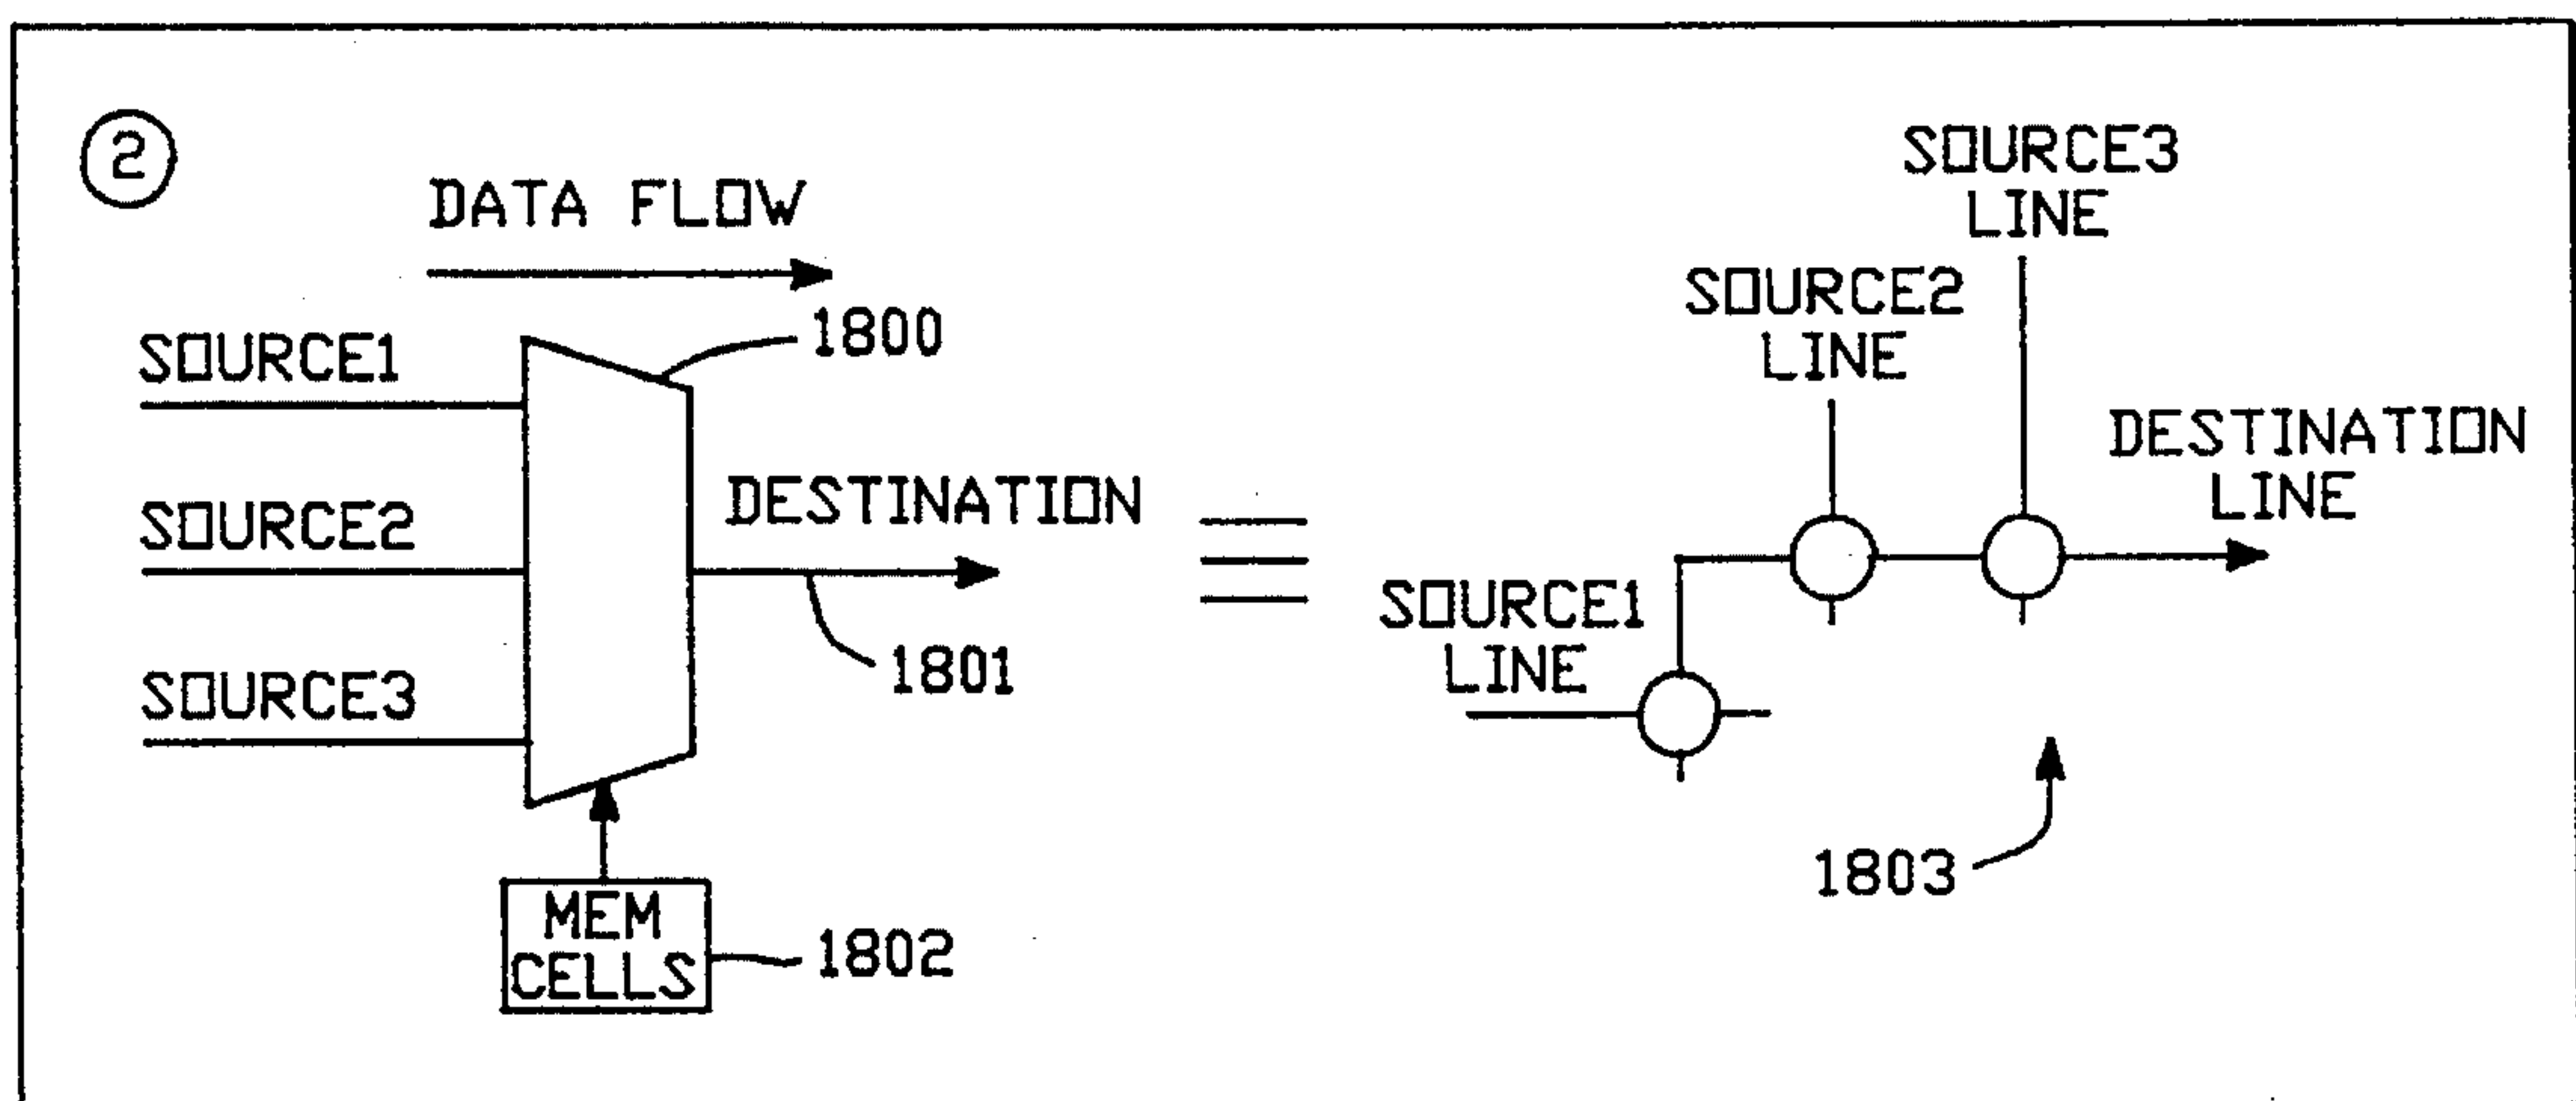 2
DATA FLOW
1800
SOURCE1
SOURCE2
SOURCE3
DESTINATION
1801
MEM
CELLS
1802
SOURCE3
LINE
SOURCE2
LINE
DESTINATION
LINE
SOURCE1
LINE
1803